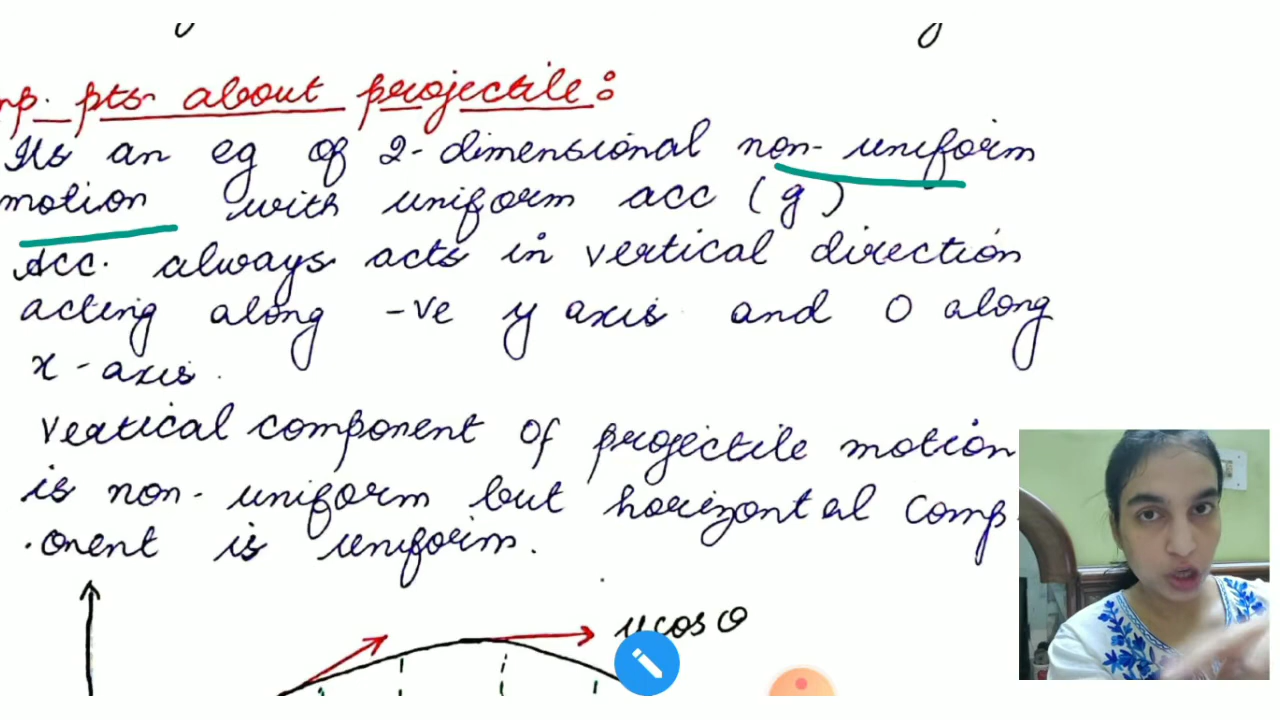 mp. pts about projectile:
Its an eg of 2-dimensional non-uniform
motion with uniform acc (g)
Acc. always acts in vertical direction
acting along -ve y axis and 0 along
x-axis.
vertical component of projectile motion
is non-uniform but horizontal comp
.onent is uniform.
u cos θ